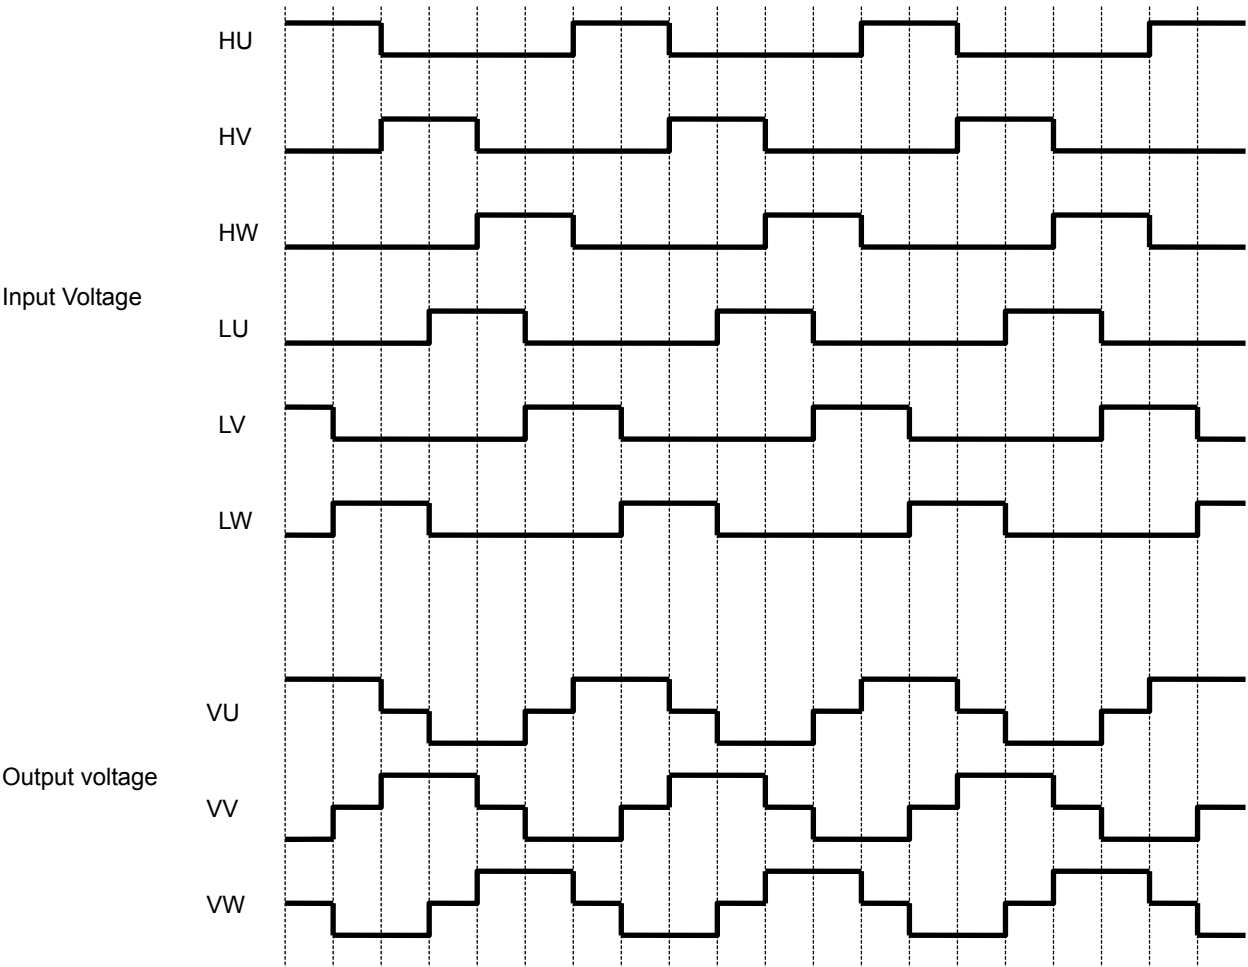 HU
HV
HW
Input Voltage
LU
LV
LW
VU
Output voltage
VV
VW